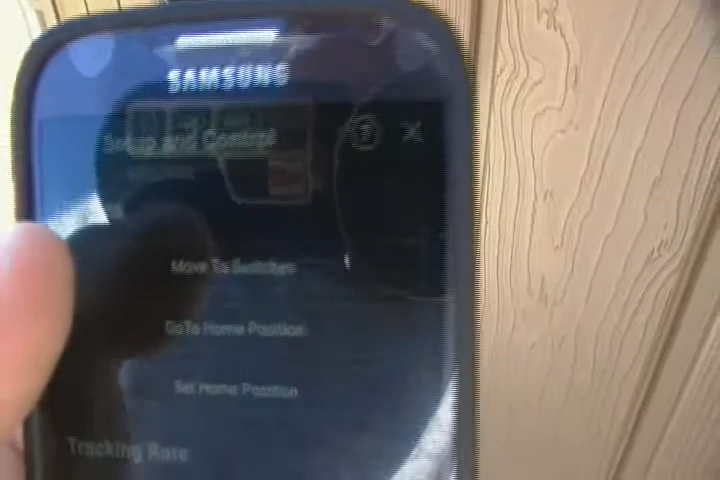 SAMSUNG
Setup and Control
Move To Switches
GoTo Home Position
Set Home Position
Tracking Rate